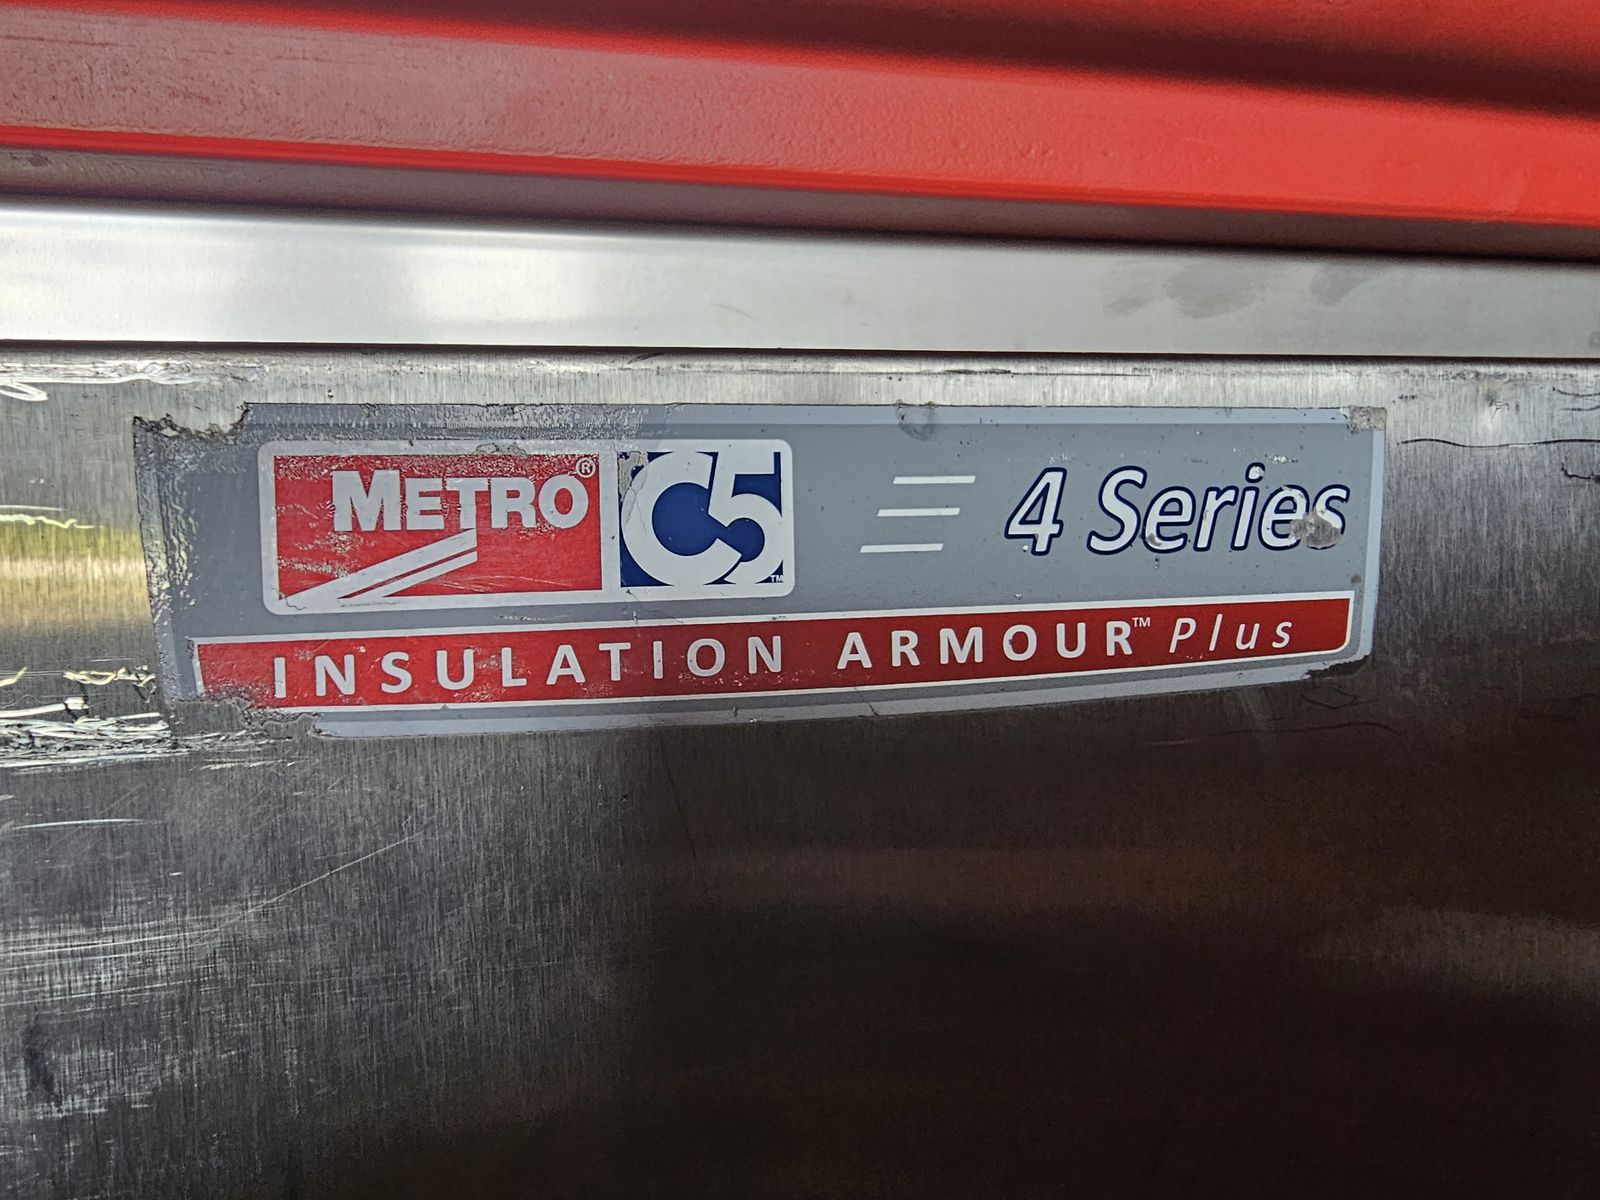 METRO® C5™ 4 Series
INSULATION ARMOUR™ Plus